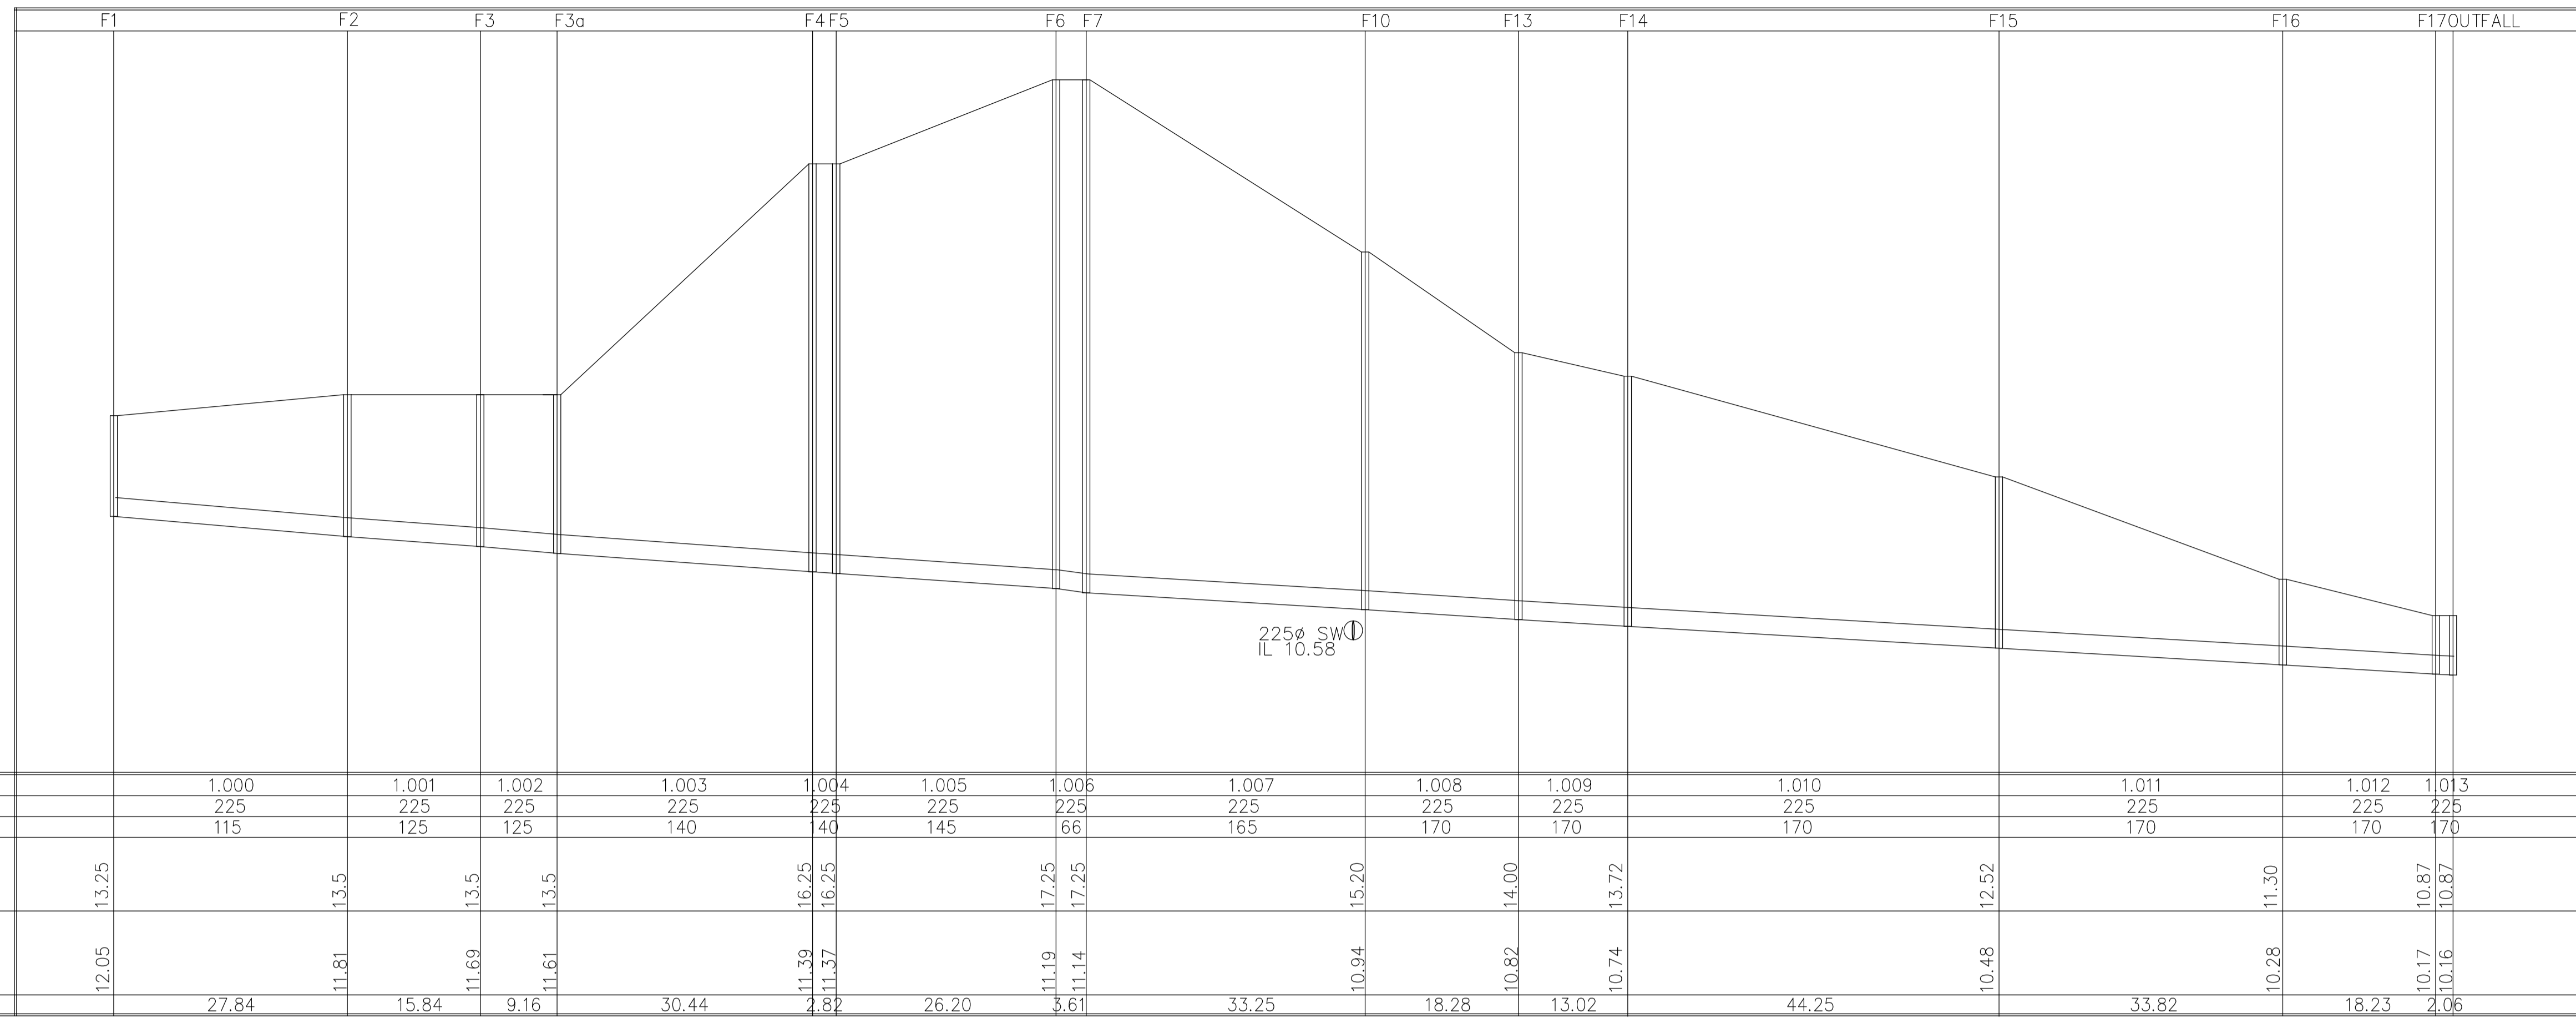 F1 F2 F3 F3a F4 F5 F6 F7 F10 F13 F14 F15 F16 F17 OUTFALL
225ø SW
IL 10.58
1.000 1.001 1.002 1.003 1.004 1.005 1.006 1.007 1.008 1.009 1.010 1.011 1.012 1.013
225 225 225 225 225 225 225 225 225 225 225 225 225 225
115 125 125 140 140 145 66 165 170 170 170 170 170 170
13.25 13.5 13.5 13.5 16.25 16.25 17.25 17.25 15.20 14.00 13.72 12.52 11.30 10.87 10.87
12.05 11.81 11.69 11.61 11.39 11.37 11.19 11.14 10.94 10.82 10.74 10.48 10.28 10.17 10.16
27.84 15.84 9.16 30.44 2.82 26.20 3.61 33.25 18.28 13.02 44.25 33.82 18.23 2.06